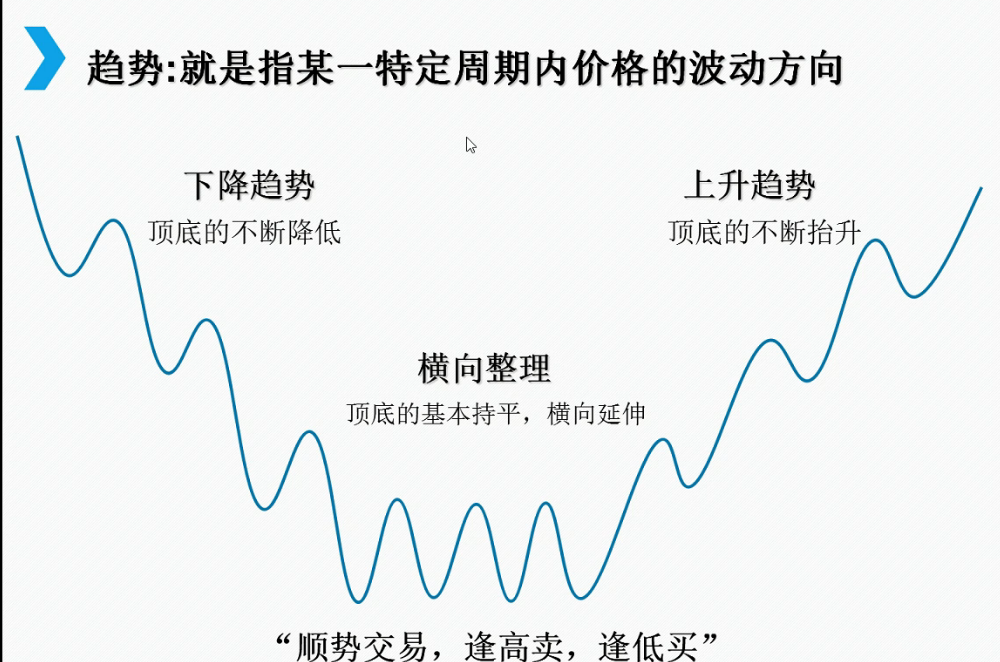 趋势:就是指某一特定周期内价格的波动方向
下降趋势
顶底的不断降低
上升趋势
顶底的不断抬升
横向整理
顶底的基本持平，横向延伸
“顺势交易，逢高卖，逢低买”